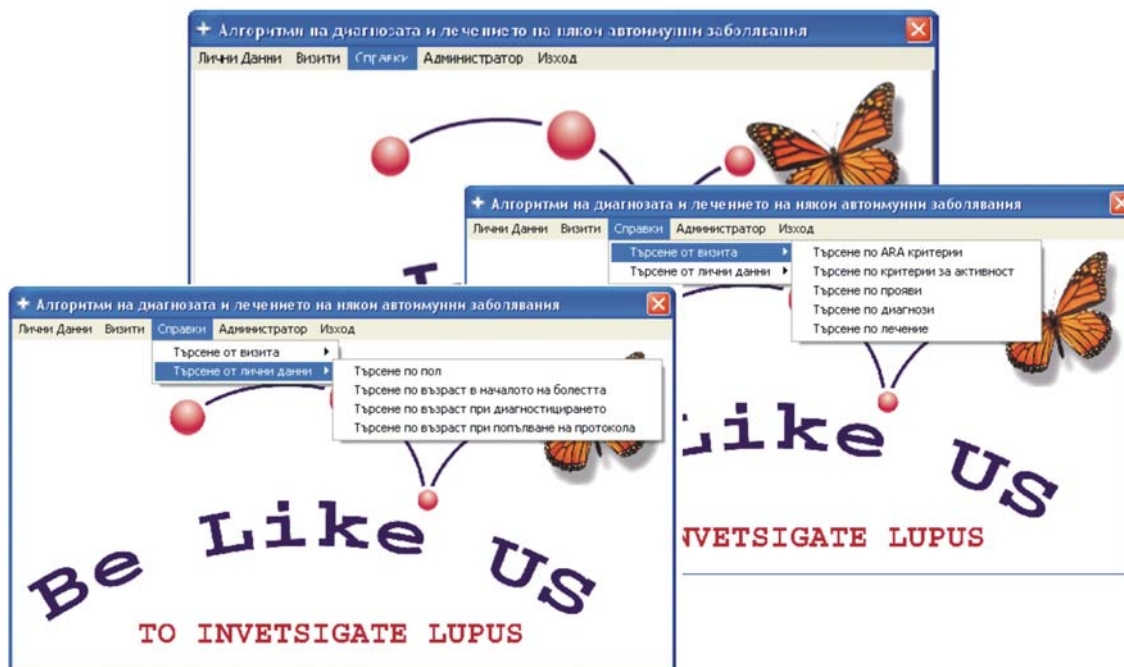 Алгоритми на диагнозата и лечението на някои автоимунни заболявания
Лични Данни Визити Справки Администратор Изход
Алгоритми на диагнозата и лечението на някои автоимунни заболявания
Лични Данни Визити Справки Администратор Изход
Търсене от визита
Търсене от лични данни
Търсене по ARA критерии
Търсене по критерии за активност
Търсене по прояви
Търсене по диагнози
Търсене по лечение
Like US
NVETSIGATE LUPUS
Алгоритми на диагнозата и лечението на някои автоимунни заболявания
Лични Данни Визити Справки Администратор Изход
Търсене от визита
Търсене от лични данни
Търсене по пол
Търсене по възраст в началото на болестта
Търсене по възраст при диагностицирането
Търсене по възраст при попълване на протокола
Be Like US
TO INVETSIGATE LUPUS